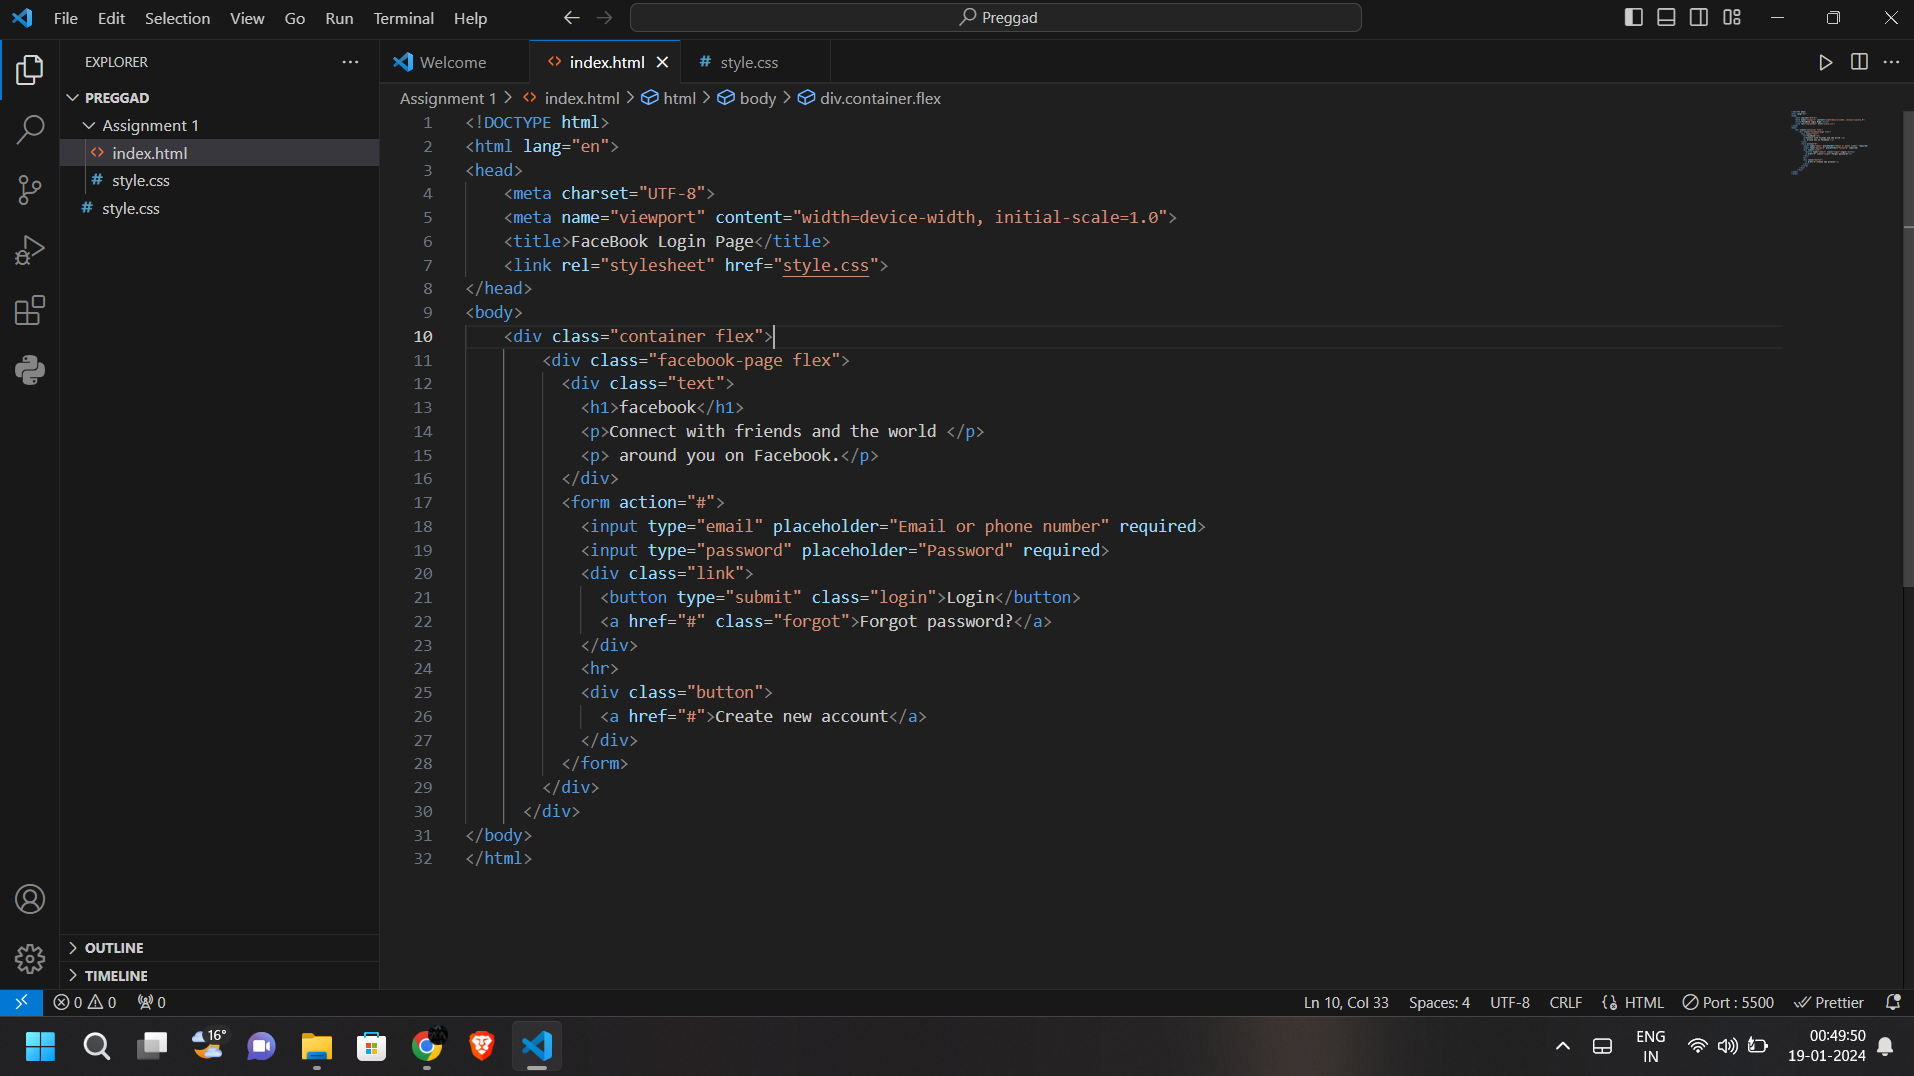 File Edit Selection View Go Run Terminal Help
Preggad
EXPLORER
PREGGAD
Assignment 1
index.html
style.css
style.css
OUTLINE
TIMELINE
Welcome
index.html
style.css
Assignment 1 > index.html > html > body > div.container.flex
1 <!DOCTYPE html>
2 <html lang="en">
3 <head>
4 <meta charset="UTF-8">
5 <meta name="viewport" content="width=device-width, initial-scale=1.0">
6 <title>FaceBook Login Page</title>
7 <link rel="stylesheet" href="style.css">
8 </head>
9 <body>
10 <div class="container flex">
11 <div class="facebook-page flex">
12 <div class="text">
13 <h1>facebook</h1>
14 <p>Connect with friends and the world </p>
15 <p> around you on Facebook.</p>
16 </div>
17 <form action="#">
18 <input type="email" placeholder="Email or phone number" required>
19 <input type="password" placeholder="Password" required>
20 <div class="link">
21 <button type="submit" class="login">Login</button>
22 <a href="#" class="forgot">Forgot password?</a>
23 </div>
24 <hr>
25 <div class="button">
26 <a href="#">Create new account</a>
27 </div>
28 </form>
29 </div>
30 </div>
31 </body>
32 </html>
0 0 0
Ln 10, Col 33 Spaces: 4 UTF-8 CRLF HTML Port : 5500 Prettier
16°
ENG
IN
00:49:50
19-01-2024